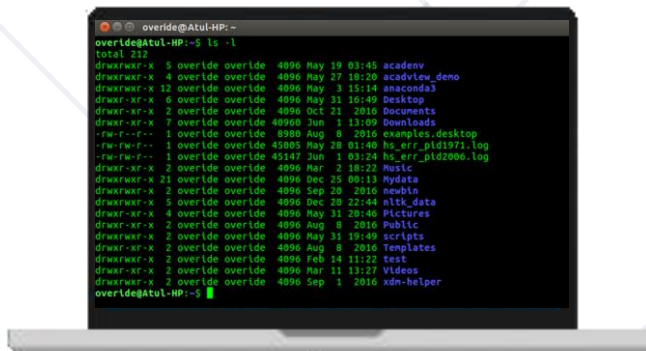 overide@Atul-HP: ~
overide@Atul-HP:~$ ls -l
total 212
drwxrwxr-x 5 overide overide 4096 May 19 03:45 acadenv
drwxrwxr-x 4 overide overide 4096 May 27 18:20 acadview_demo
drwxrwxr-x 12 overide overide 4096 May 3 15:14 anaconda3
drwxr-xr-x 6 overide overide 4096 May 31 16:49 Desktop
drwxr-xr-x 2 overide overide 4096 Oct 21 2016 Documents
drwxr-xr-x 7 overide overide 40960 Jun 1 13:09 Downloads
-rw-r--r-- 1 overide overide 8980 Aug 8 2016 examples.desktop
-rw-rw-r-- 1 overide overide 45005 May 28 01:40 hs_err_pid1971.log
-rw-rw-r-- 1 overide overide 45147 Jun 1 03:24 hs_err_pid2006.log
drwxr-xr-x 2 overide overide 4096 Mar 2 18:22 Music
drwxrwxr-x 21 overide overide 4096 Dec 25 00:13 Mydata
drwxrwxr-x 2 overide overide 4096 Sep 20 2016 newbin
drwxrwxr-x 5 overide overide 4096 Dec 20 22:44 nltk_data
drwxr-xr-x 4 overide overide 4096 May 31 20:46 Pictures
drwxr-xr-x 2 overide overide 4096 Aug 8 2016 Public
drwxrwxr-x 2 overide overide 4096 May 31 19:49 scripts
drwxr-xr-x 2 overide overide 4096 Aug 8 2016 Templates
drwxrwxr-x 2 overide overide 4096 Feb 14 11:22 test
drwxr-xr-x 2 overide overide 4096 Mar 11 13:27 Videos
drwxrwxr-x 2 overide overide 4096 Sep 1 2016 xdm-helper
overide@Atul-HP:~$